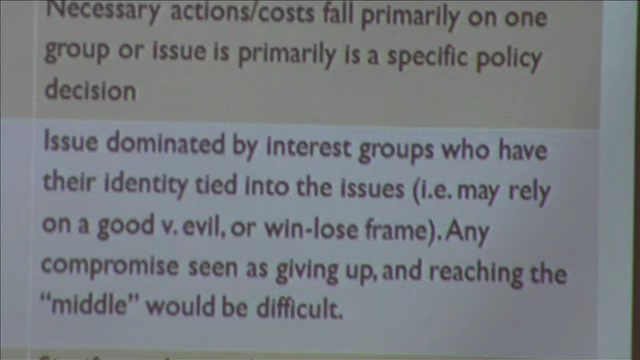 Necessary actions/costs fall primarily on one
group or issue is primarily is a specific policy
decision
Issue dominated by interest groups who have
their identity tied into the issues (i.e. may rely
on a good v. evil, or win-lose frame). Any
compromise seen as giving up, and reaching the
“middle” would be difficult.